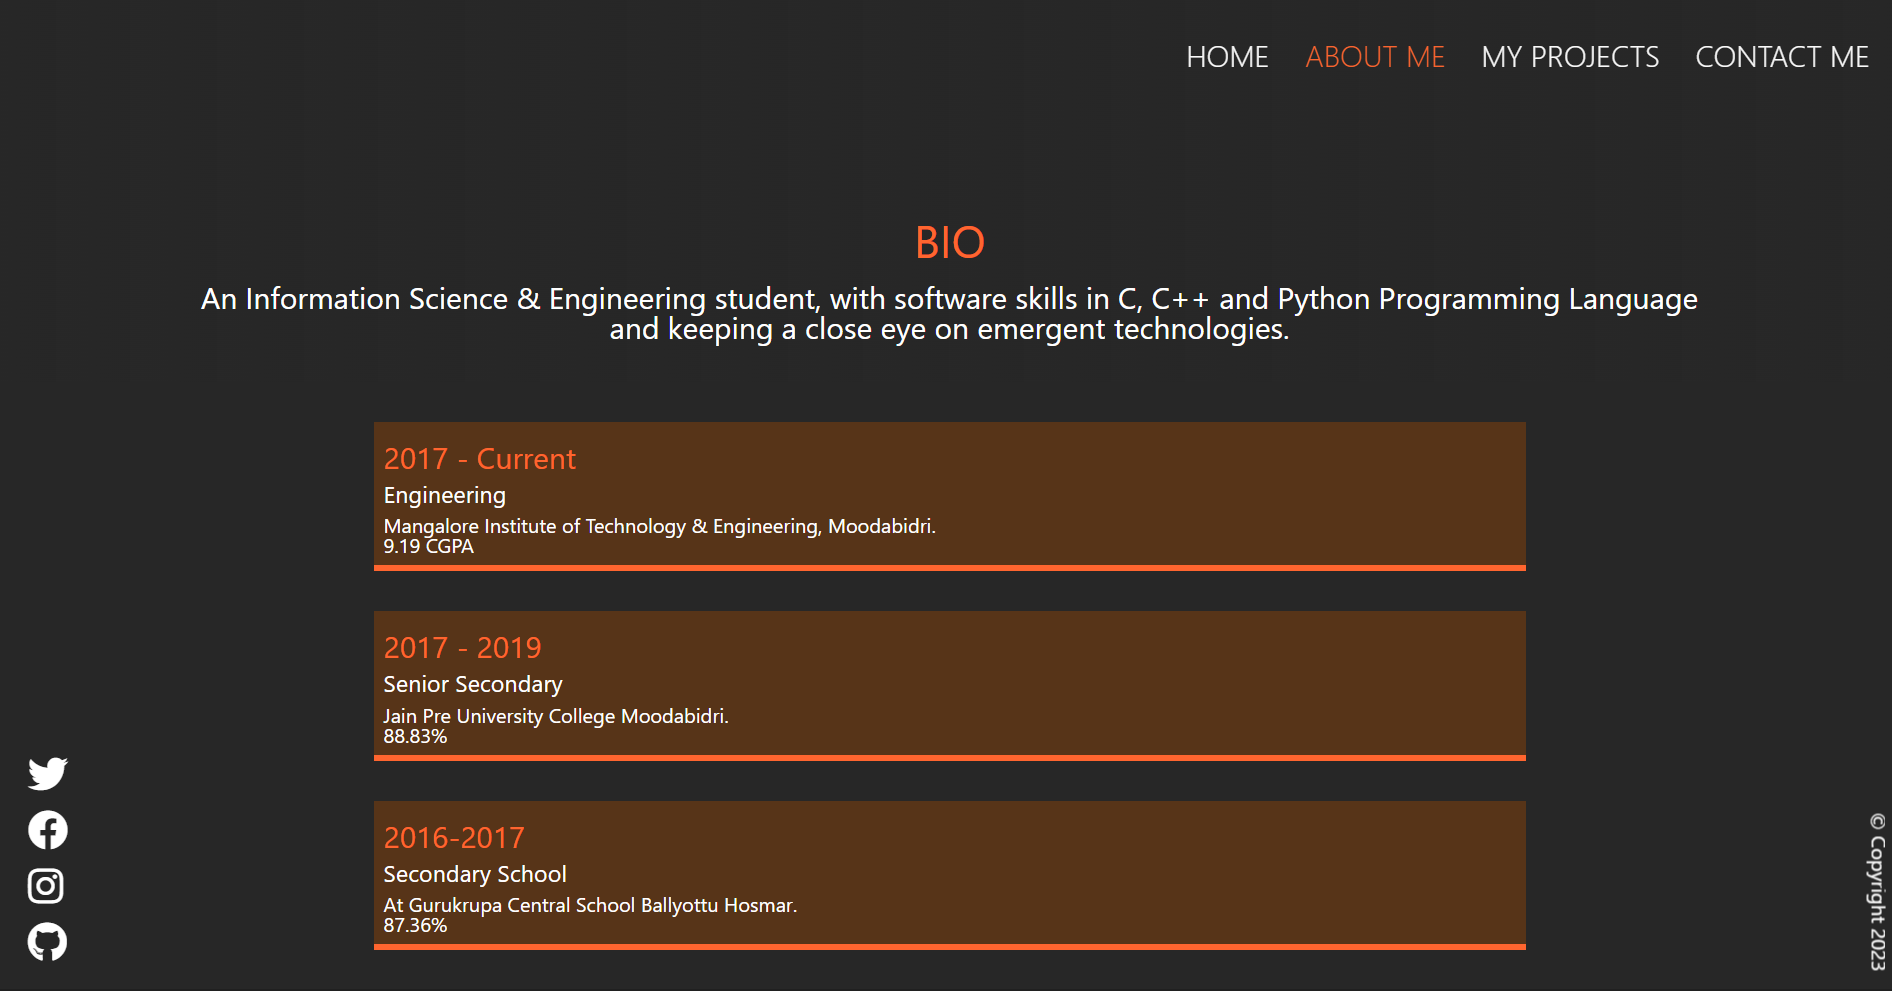 HOME ABOUT ME MY PROJECTS CONTACT ME
BIO
An Information Science & Engineering student, with software skills in C, C++ and Python Programming Language
and keeping a close eye on emergent technologies.
2017 - Current
Engineering
Mangalore Institute of Technology & Engineering, Moodabidri.
9.19 CGPA
2017 - 2019
Senior Secondary
Jain Pre University College Moodabidri.
88.83%
2016-2017
Secondary School
At Gurukrupa Central School Ballyottu Hosmar.
87.36%
© Copyright 2023